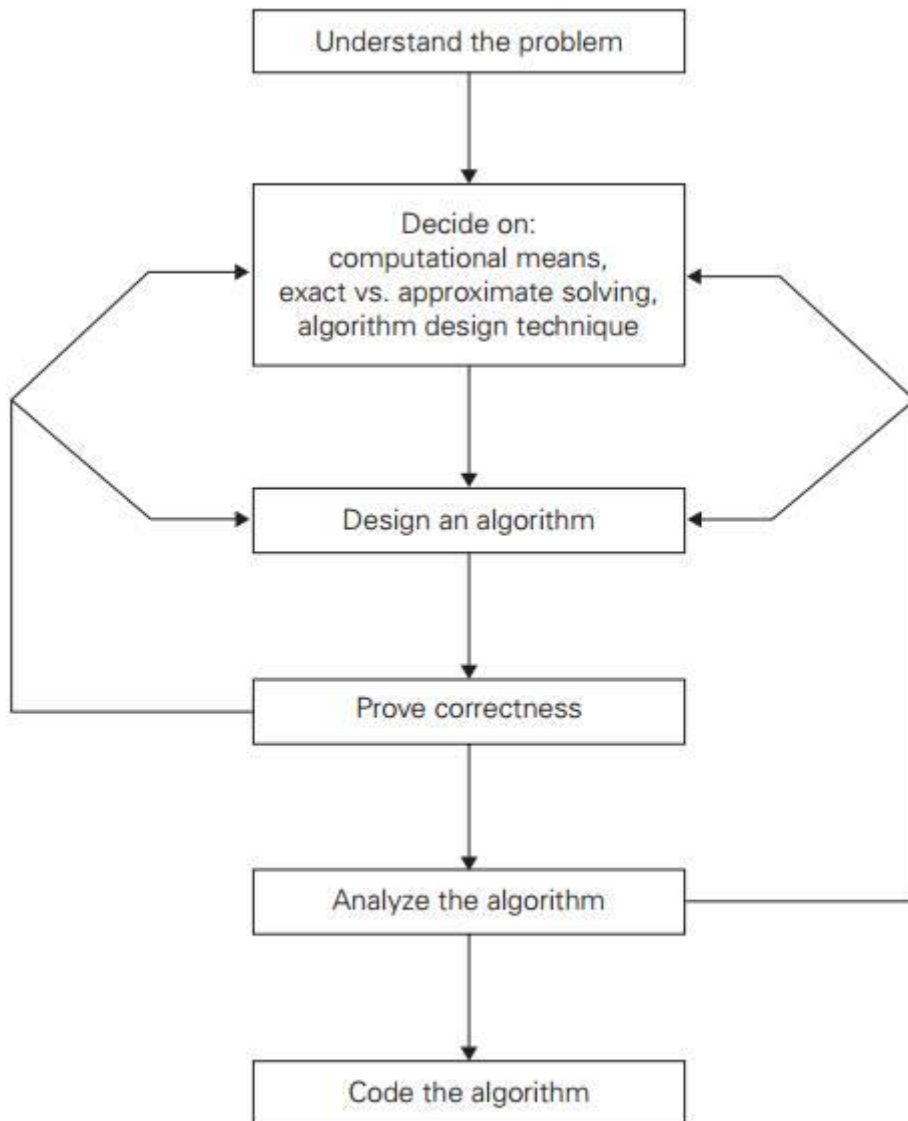 Understand the problem
Decide on:
computational means,
exact vs. approximate solving,
algorithm design technique
Design an algorithm
Prove correctness
Analyze the algorithm
Code the algorithm